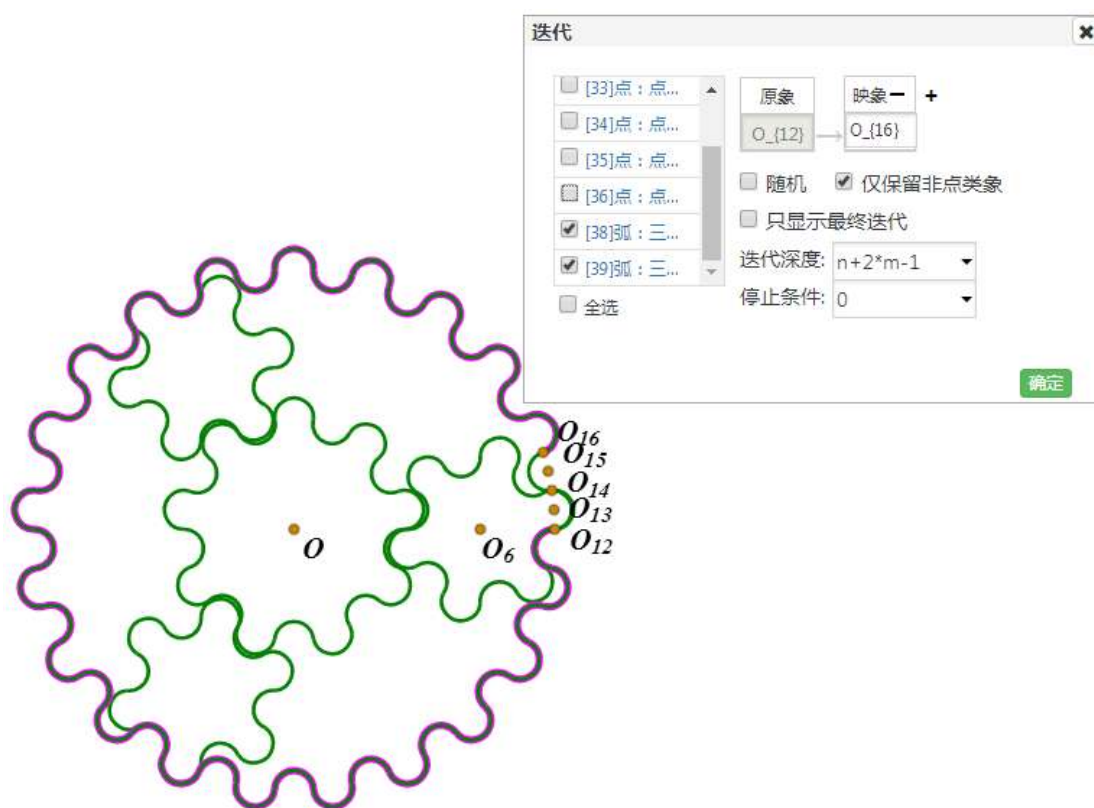 迭代
[33]点：点...
[34]点：点...
[35]点：点...
[36]点：点...
[38]弧：三...
[39]弧：三...
全选
原象
映象
O_{12}
O_{16}
随机
仅保留非点类象
只显示最终迭代
迭代深度:
n+2*m-1
停止条件:
0
确定
O₁₆
O₁₅
O₁₄
O₁₃
O₁₂
O
O₆